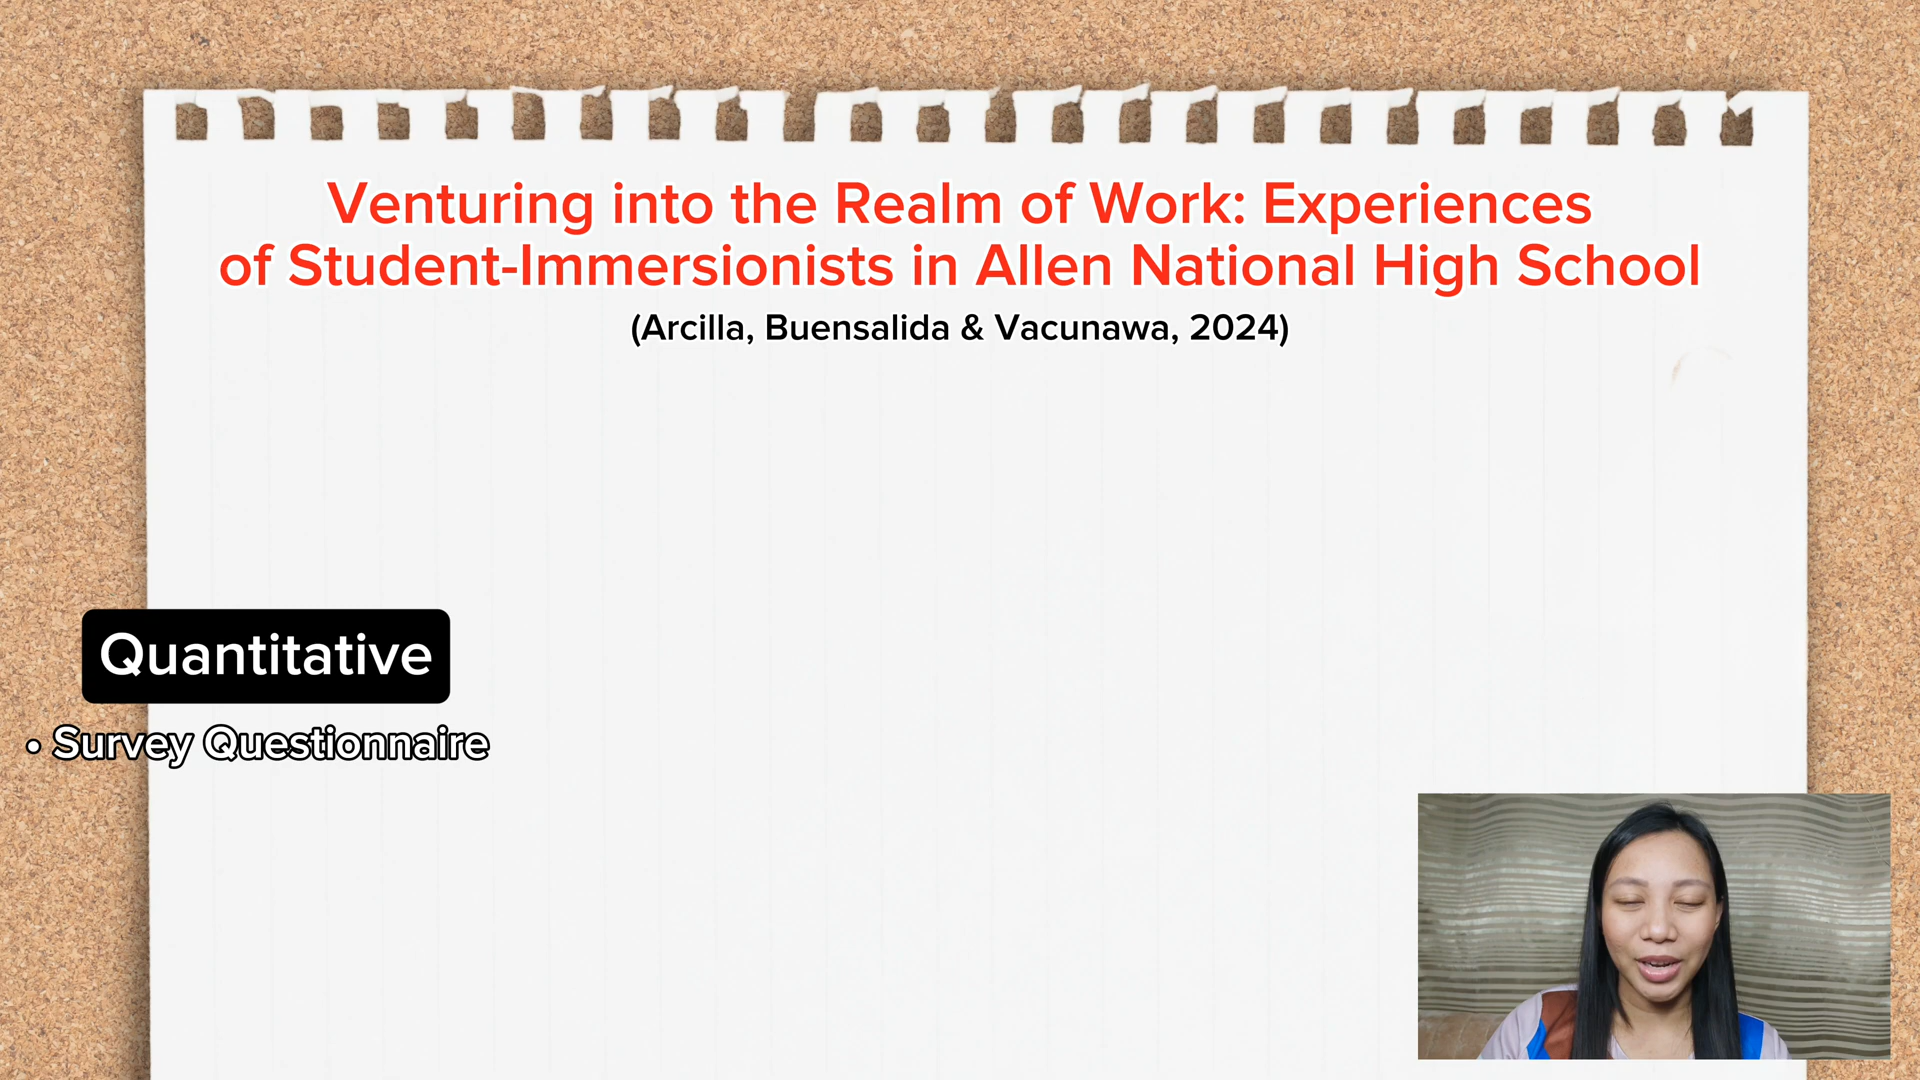 Venturing into the Realm of Work: Experiences
of Student-Immersionists in Allen National High School
(Arcilla, Buensalida & Vacunawa, 2024)
Quantitative
• Survey Questionnaire